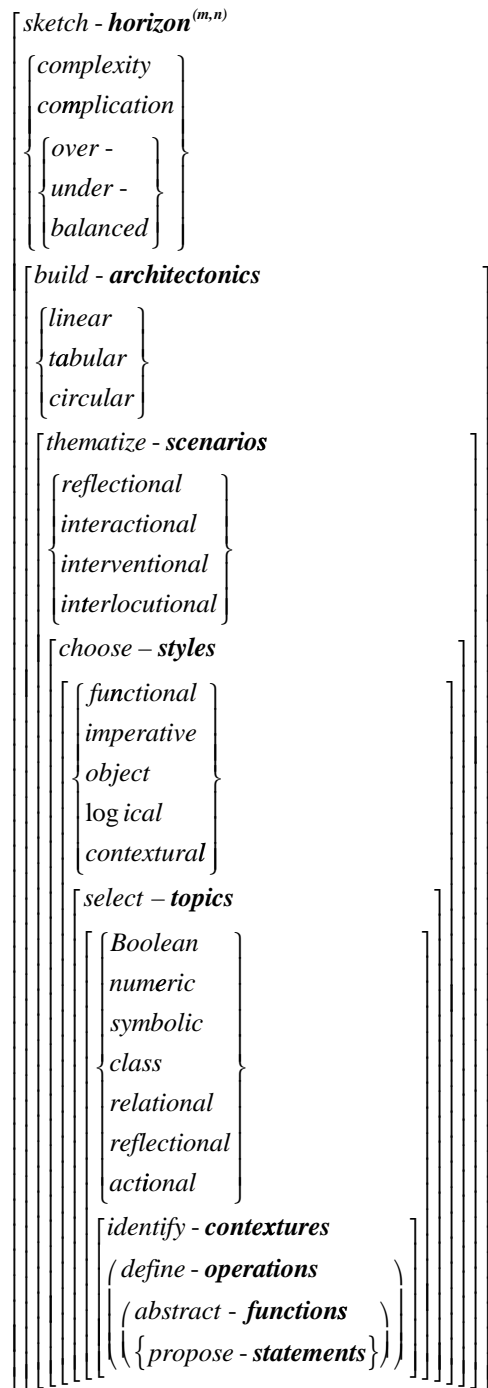 sketch - horizon(m,n)
complexity
complication
over -
under -
balanced
build - architectonics
linear
tabular
circular
thematize - scenarios
reflectional
interactional
interventional
interlocutional
choose – styles
functional
imperative
object
log ical
contextural
select – topics
Boolean
numeric
symbolic
class
relational
reflectional
actional
identify - contextures
define - operations
abstract - functions
{propose - statements}